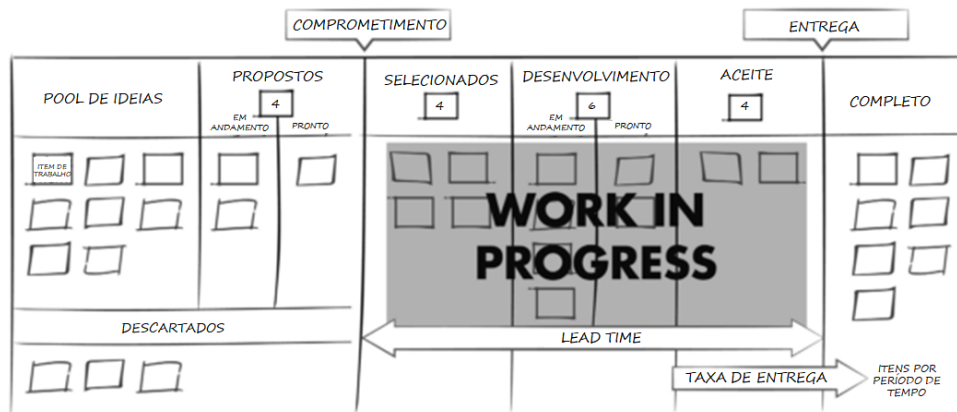 COMPROMETIMENTO
ENTREGA
POOL DE IDEIAS
PROPOSTOS
4
EM
ANDAMENTO
PRONTO
SELECIONADOS
4
DESENVOLVIMENTO
6
EM
ANDAMENTO
PRONTO
ACEITE
4
COMPLETO
ITEM DE
TRABALHO
WORK IN
PROGRESS
DESCARTADOS
LEAD TIME
TAXA DE ENTREGA
ITENS POR
PERÍODO DE
TEMPO